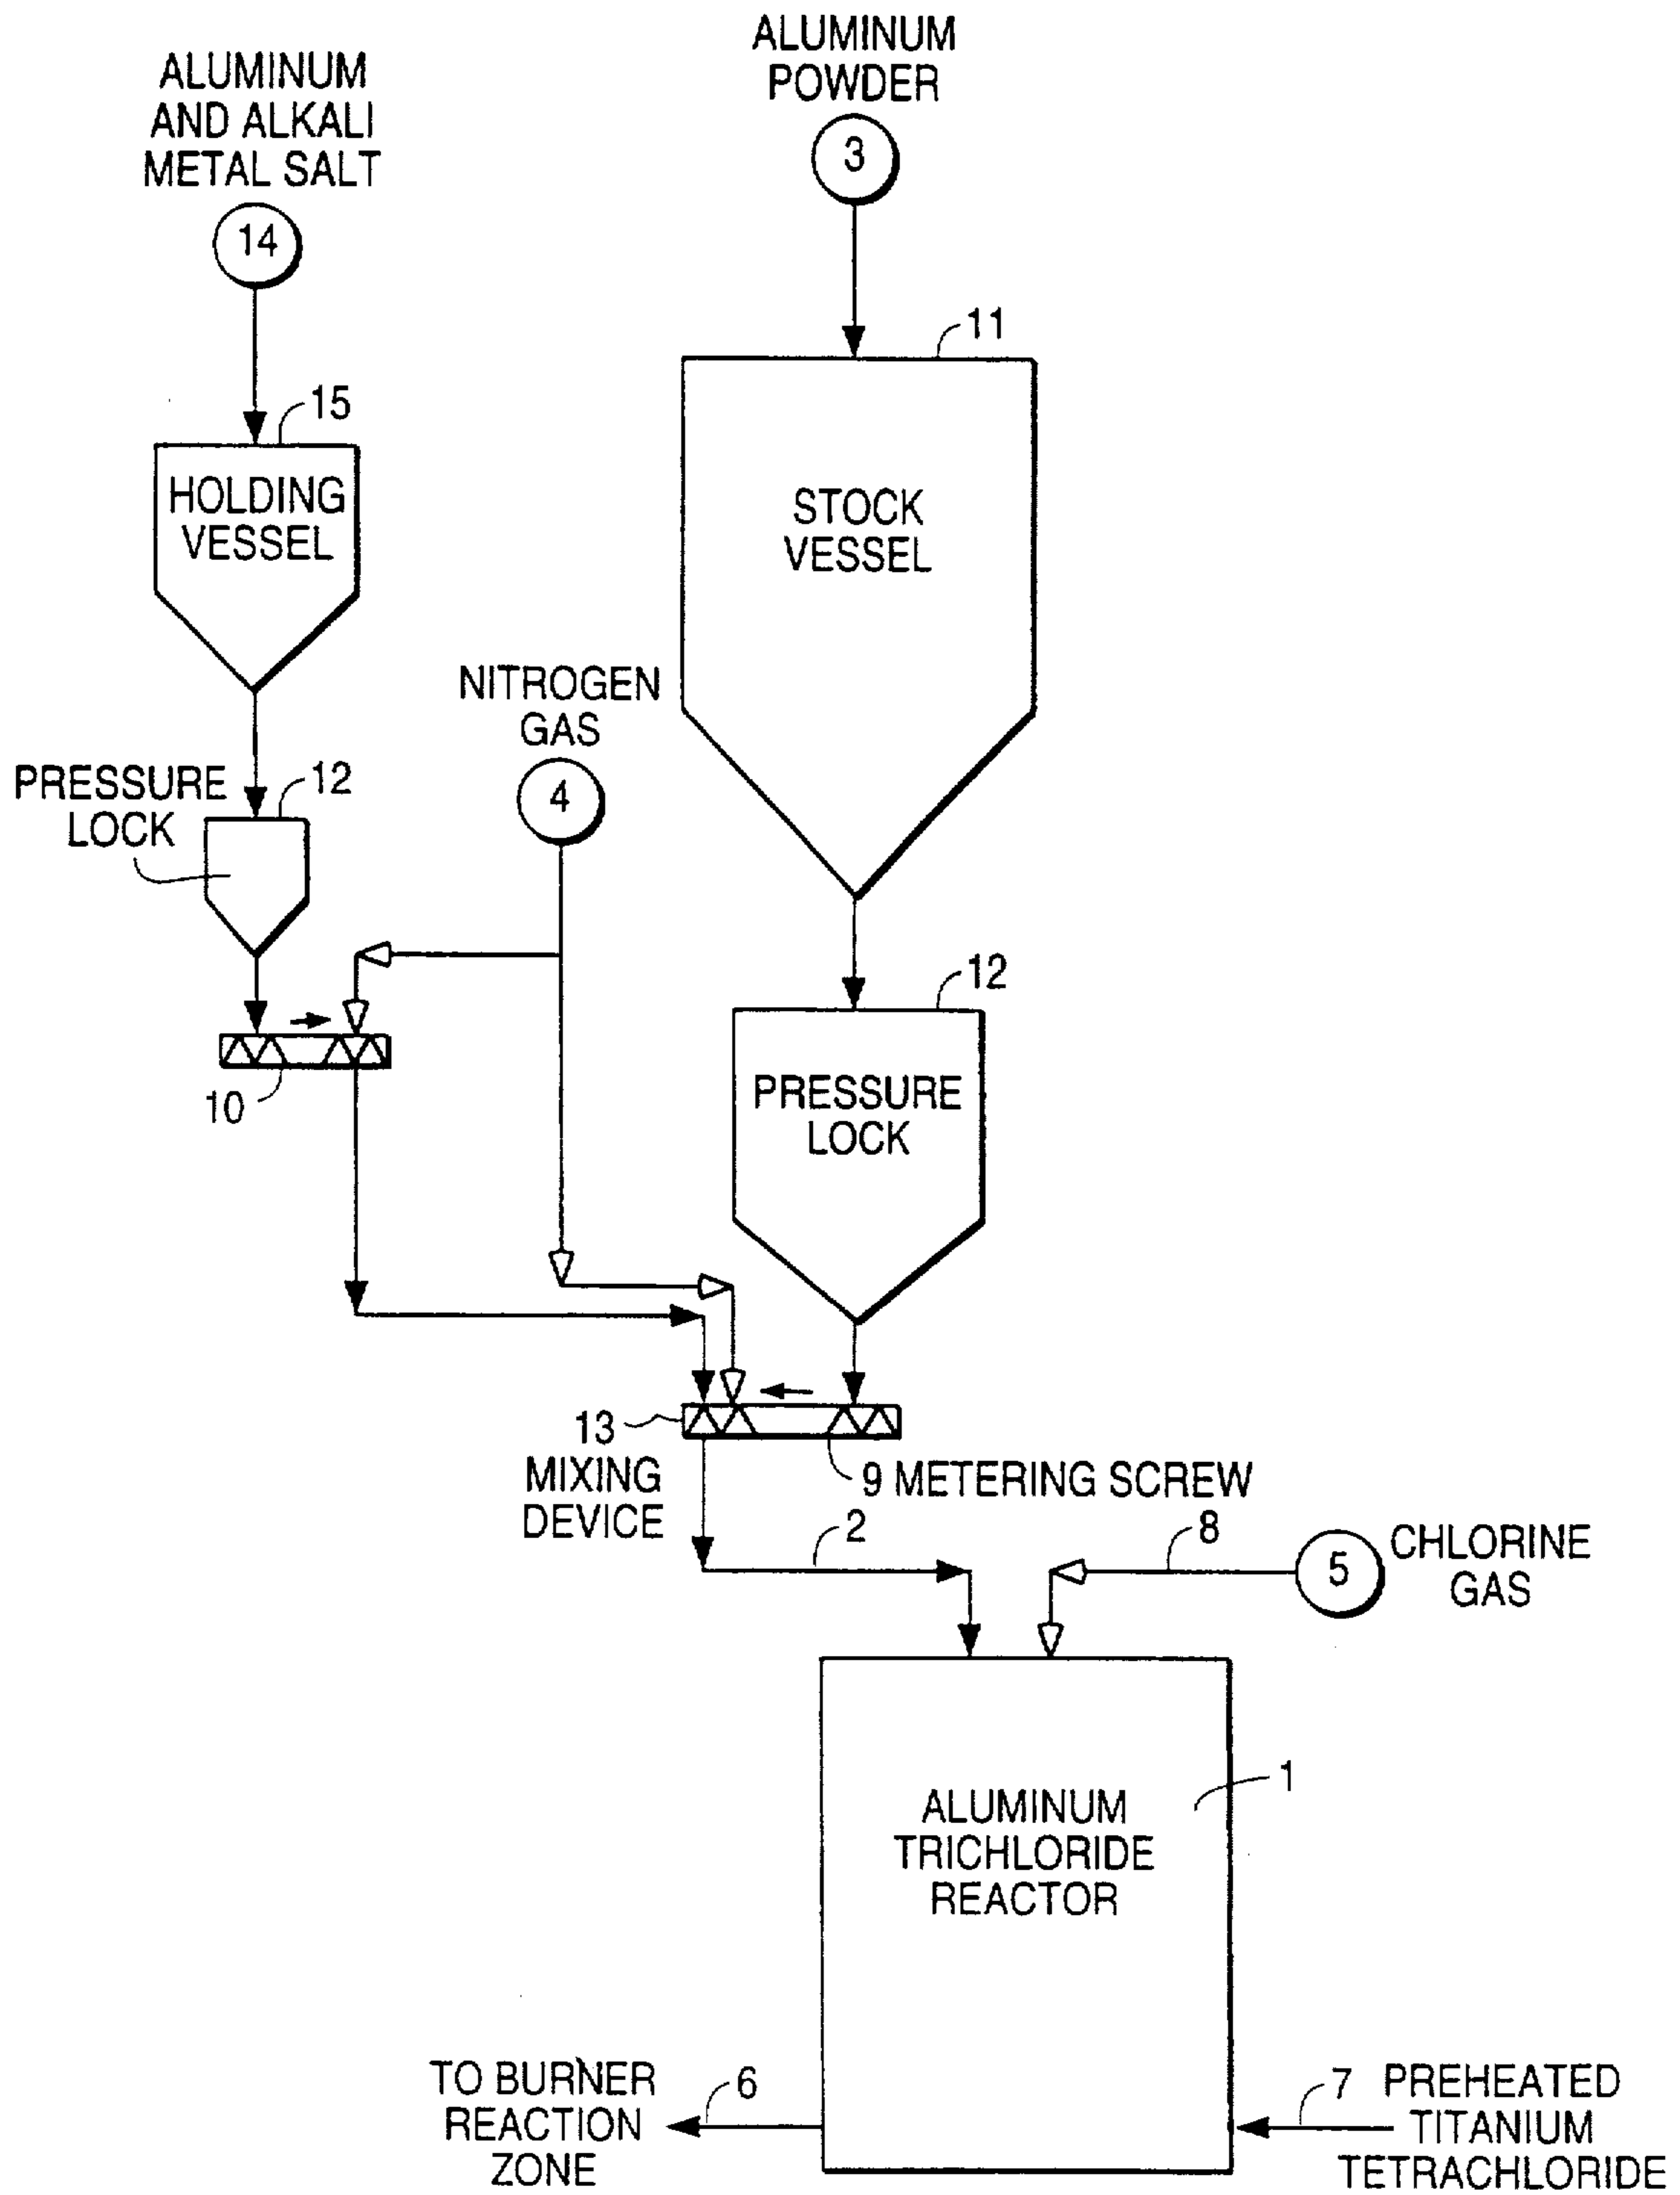 ALUMINUM
POWDER
3
ALUMINUM
AND ALKALI
METAL SALT
14
11
15
HOLDING
VESSEL
STOCK
VESSEL
NITROGEN
GAS
4
PRESSURE
LOCK
12
12
PRESSURE
LOCK
10
13
MIXING
DEVICE
9 METERING SCREW
2
8
5
CHLORINE
GAS
1
ALUMINUM
TRICHLORIDE
REACTOR
TO BURNER
REACTION
ZONE
6
7
PREHEATED
TITANIUM
TETRACHLORIDE